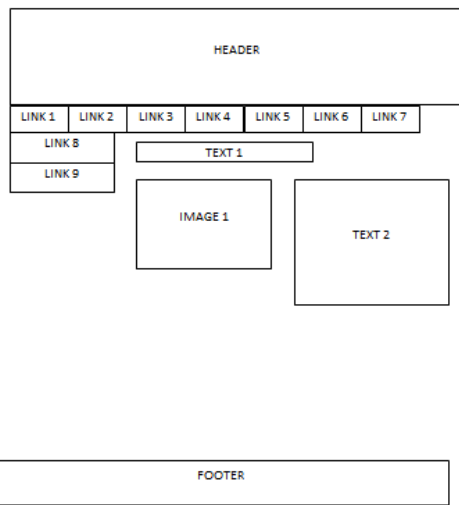 HEADER
LINK 1 LINK 2 LINK 3 LINK 4 LINK 5 LINK 6 LINK 7
LINK 8
TEXT 1
LINK 9
IMAGE 1
TEXT 2
FOOTER